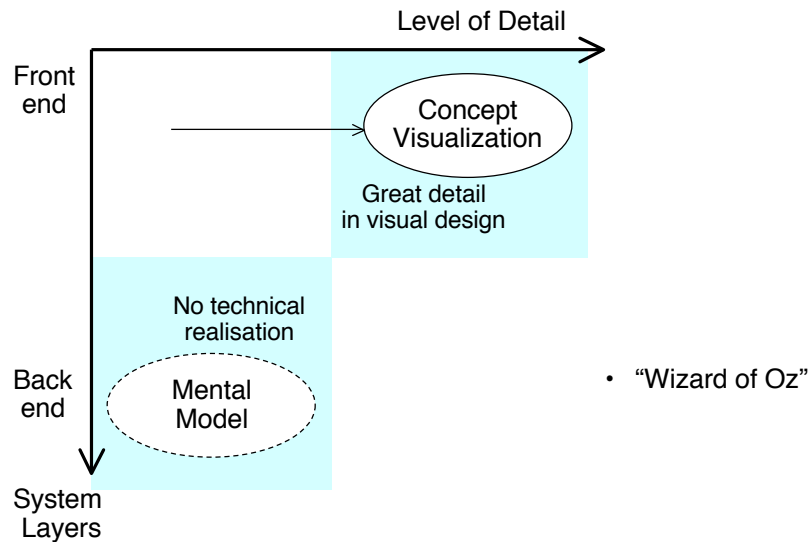 Level of Detail
Front
end
Concept
Visualization
Great detail
in visual design
No technical
realisation
Back
end
Mental
Model
• “Wizard of Oz”
System
Layers